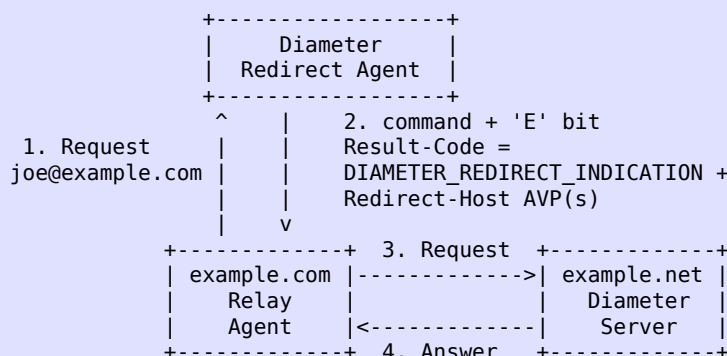 Diameter
Redirect Agent
2. command + 'E' bit
1. Request Result-Code =
joe@example.com DIAMETER_REDIRECT_INDICATION +
Redirect-Host AVP(s)
3. Request
example.com example.net
Relay Diameter
Agent Server
4. Answer